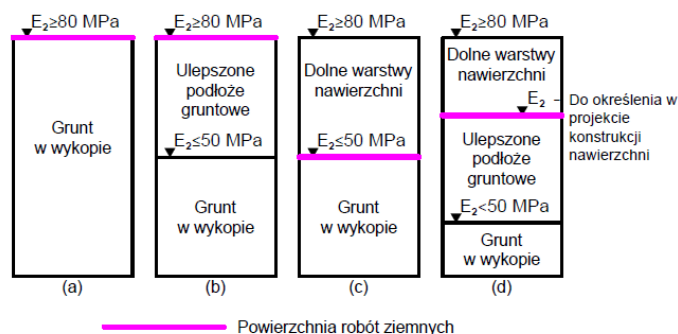 E₂≥80 MPa
Grunt
w wykopie
(a)
E₂≥80 MPa
Ulepszone
podłoże
gruntowe
E₂≤50 MPa
Grunt
w wykopie
(b)
E₂≥80 MPa
Dolne warstwy
nawierzchni
E₂≤50 MPa
Grunt
w wykopie
(c)
E₂≥80 MPa
Dolne warstwy
nawierzchni
E₂ - Do określenia w
projekcie
konstrukcji
nawierzchni
Ulepszone
podłoże
gruntowe
E₂<50 MPa
Grunt
w wykopie
(d)
Powierzchnia robót ziemnych